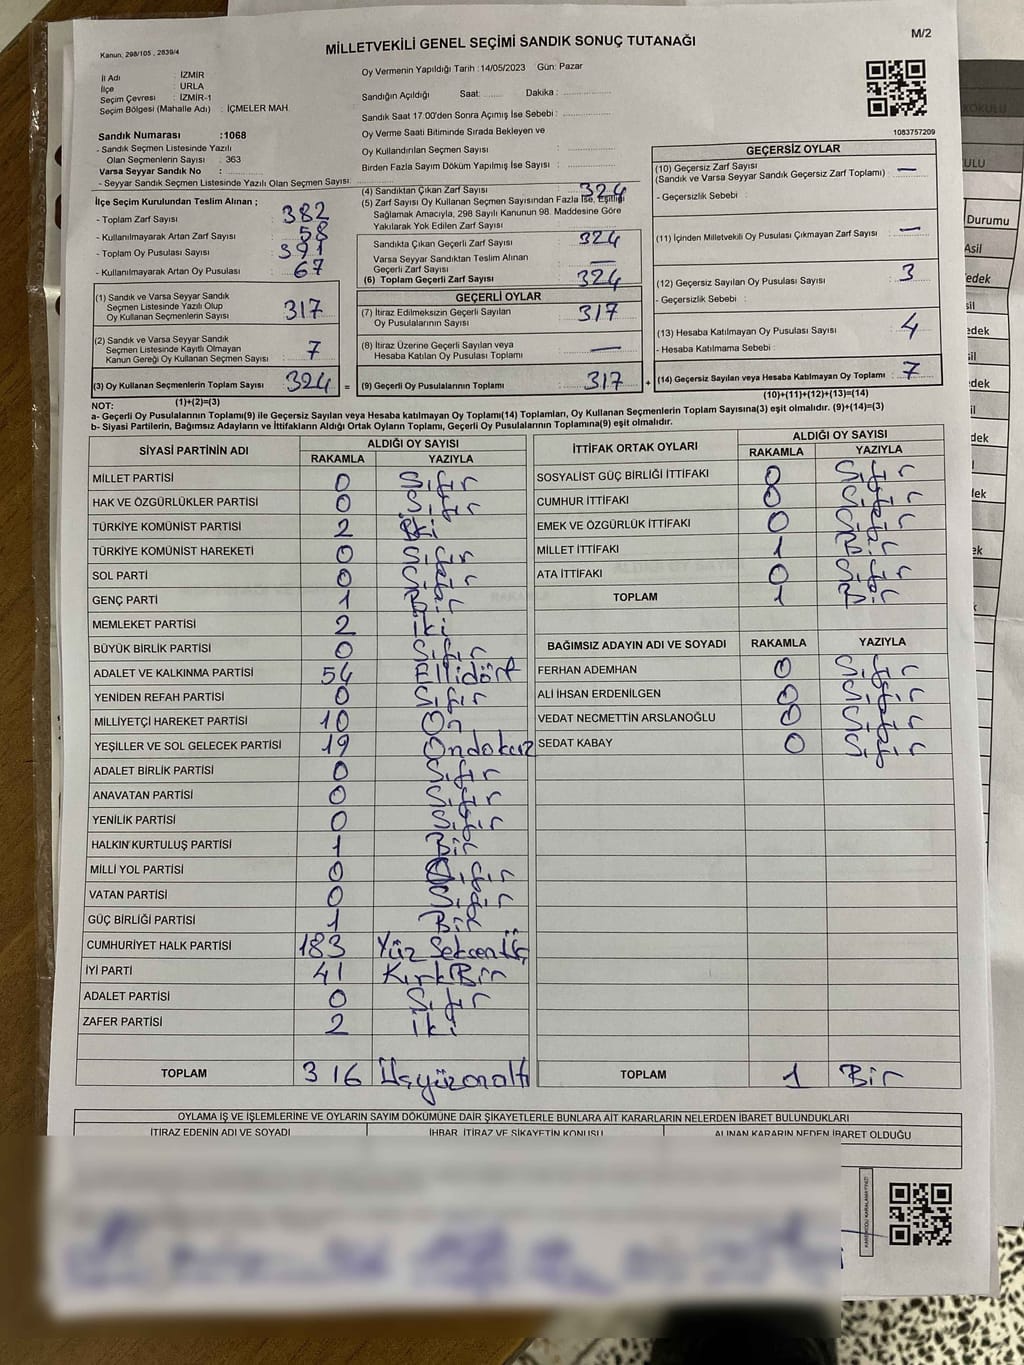 Kanun: 298/105, 2839/4
MİLLETVEKİLİ GENEL SEÇİMİ SANDIK SONUÇ TUTANAĞI
M/2
İl Adı : İZMİR
İlçe : URLA
Seçim Çevresi : İZMİR-1
Seçim Bölgesi (Mahalle Adı) : İÇMELER MAH.
Sandık Numarası :1068
- Sandık Seçmen Listesinde Yazılı
Olan Seçmenlerin Sayısı : 363
Varsa Seyyar Sandık No :
- Seyyar Sandık Seçmen Listesinde Yazılı Olan Seçmen Sayısı:
Oy Vermenin Yapıldığı Tarih :14/05/2023 Gün: Pazar
Sandığın Açıldığı Saat: Dakika :
Sandık Saat 17.00'den Sonra Açımış İse Sebebi :
Oy Verme Saati Bitiminde Sırada Bekleyen ve
Oy Kullandırılan Seçmen Sayısı :
Birden Fazla Sayım Döküm Yapılmış İse Sayısı :
1083757209
İlçe Seçim Kurulundan Teslim Alınan ;
- Toplam Zarf Sayısı : 382
- Kullanılmayarak Artan Zarf Sayısı : 58
- Toplam Oy Pusulası Sayısı : 391
- Kullanılmayarak Artan Oy Pusulası : 67
(1) Sandık ve Varsa Seyyar Sandık
Seçmen Listesinde Yazılı Olup
Oy Kullanan Seçmenlerin Sayısı : 317
(2) Sandık ve Varsa Seyyar Sandık
Seçmen Listesinde Kayıtlı Olmayan
Kanun Gereği Oy Kullanan Seçmen Sayısı : 7
(3) Oy Kullanan Seçmenlerin Toplam Sayısı : 324 =
(1)+(2)=(3)
(4) Sandıktan Çıkan Zarf Sayısı : 324
(5) Zarf Sayısı Oy Kullanan Seçmen Sayısından Fazla İse, Eşitliği
Sağlamak Amacıyla, 298 Sayılı Kanunun 98. Maddesine Göre
Yakılarak Yok Edilen Zarf Sayısı :
Sandıkta Çıkan Geçerli Zarf Sayısı : 324
Varsa Seyyar Sandıktan Teslim Alınan
Geçerli Zarf Sayısı : —
(6) Toplam Geçerli Zarf Sayısı : 324
GEÇERLİ OYLAR
(7) İtiraz Edilmeksizin Geçerli Sayılan
Oy Pusulalarının Sayısı : 317
(8) İtiraz Üzerine Geçerli Sayılan veya
Hesaba Katılan Oy Pusulası Toplamı : —
(9) Geçerli Oy Pusulalarının Toplamı : 317 +
GEÇERSİZ OYLAR
(10) Geçersiz Zarf Sayısı
(Sandık ve Varsa Seyyar Sandık Geçersiz Zarf Toplamı) : —
- Geçersizlik Sebebi :
(11) İçinden Milletvekili Oy Pusulası Çıkmayan Zarf Sayısı : —
(12) Geçersiz Sayılan Oy Pusulası Sayısı : 3
- Geçersizlik Sebebi :
(13) Hesaba Katılmayan Oy Pusulası Sayısı : 4
- Hesaba Katılmama Sebebi :
(14) Geçersiz Sayılan veya Hesaba Katılmayan Oy Toplamı : 7
(10)+(11)+(12)+(13)=(14)
NOT:
a- Geçerli Oy Pusulalarının Toplamı(9) ile Geçersiz Sayılan veya Hesaba katılmayan Oy Toplamı(14) Toplamları, Oy Kullanan Seçmenlerin Toplam Sayısına(3) eşit olmalıdır. (9)+(14)=(3)
b- Siyasi Partilerin, Bağımsız Adayların ve İttifakların Aldığı Ortak Oyların Toplamı, Geçerli Oy Pusulalarının Toplamına(9) eşit olmalıdır.
SİYASİ PARTİNİN ADI ALDIĞI OY SAYISI
RAKAMLA YAZIYLA
MİLLET PARTİSİ 0 Sıfır
HAK VE ÖZGÜRLÜKLER PARTİSİ 0 Sıfır
TÜRKİYE KOMÜNİST PARTİSİ 2 İki
TÜRKİYE KOMÜNİST HAREKETİ 0 Sıfır
SOL PARTİ 0 Sıfır
GENÇ PARTİ 1 Bir
MEMLEKET PARTİSİ 2 İki
BÜYÜK BİRLİK PARTİSİ 0 Sıfır
ADALET VE KALKINMA PARTİSİ 54 Ellidört
YENİDEN REFAH PARTİSİ 0 Sıfır
MİLLİYETÇİ HAREKET PARTİSİ 10 On
YEŞİLLER VE SOL GELECEK PARTİSİ 19 Ondokuz
ADALET BİRLİK PARTİSİ 0 Sıfır
ANAVATAN PARTİSİ 0 Sıfır
YENİLİK PARTİSİ 0 Sıfır
HALKIN KURTULUŞ PARTİSİ 1 Bir
MİLLİ YOL PARTİSİ 0 Sıfır
VATAN PARTİSİ 0 Sıfır
GÜÇ BİRLİĞİ PARTİSİ 1 Bir
CUMHURİYET HALK PARTİSİ 183 Yüz Seksenüç
İYİ PARTİ 41 Kırk Bir
ADALET PARTİSİ 0 Sıfır
ZAFER PARTİSİ 2 iki
TOPLAM 316 Üçyüzonaltı
İTTİFAK ORTAK OYLARI ALDIĞI OY SAYISI
RAKAMLA YAZIYLA
SOSYALİST GÜÇ BİRLİĞİ İTTİFAKI 0 Sıfır
CUMHUR İTTİFAKI 0 Sıfır
EMEK VE ÖZGÜRLÜK İTTİFAKI 0 Sıfır
MİLLET İTTİFAKI 1 Bir
ATA İTTİFAKI 0 Sıfır
TOPLAM 1 Bir
BAĞIMSIZ ADAYIN ADI VE SOYADI RAKAMLA YAZIYLA
FERHAN ADEMHAN 0 Sıfır
ALİ İHSAN ERDENİLGEN 0 Sıfır
VEDAT NECMETTİN ARSLANOĞLU 0 Sıfır
SEDAT KABAY 0 Sıfır
TOPLAM 1 Bir
OYLAMA İŞ VE İŞLEMLERİNE VE OYLARIN SAYIM DÖKÜMÜNE DAİR ŞİKAYETLERLE BUNLARA AİT KARARLARIN NELERDEN İBARET BULUNDUKLARI
İTİRAZ EDENİN ADI VE SOYADI İHBAR, İTİRAZ VE ŞİKAYETİN KONUSU ALINAN KARARIN NEDEN İBARET OLDUĞU
KOKULU
ULU
Durumu
Asil
edek
sil
edek
sil
dek
il
dek